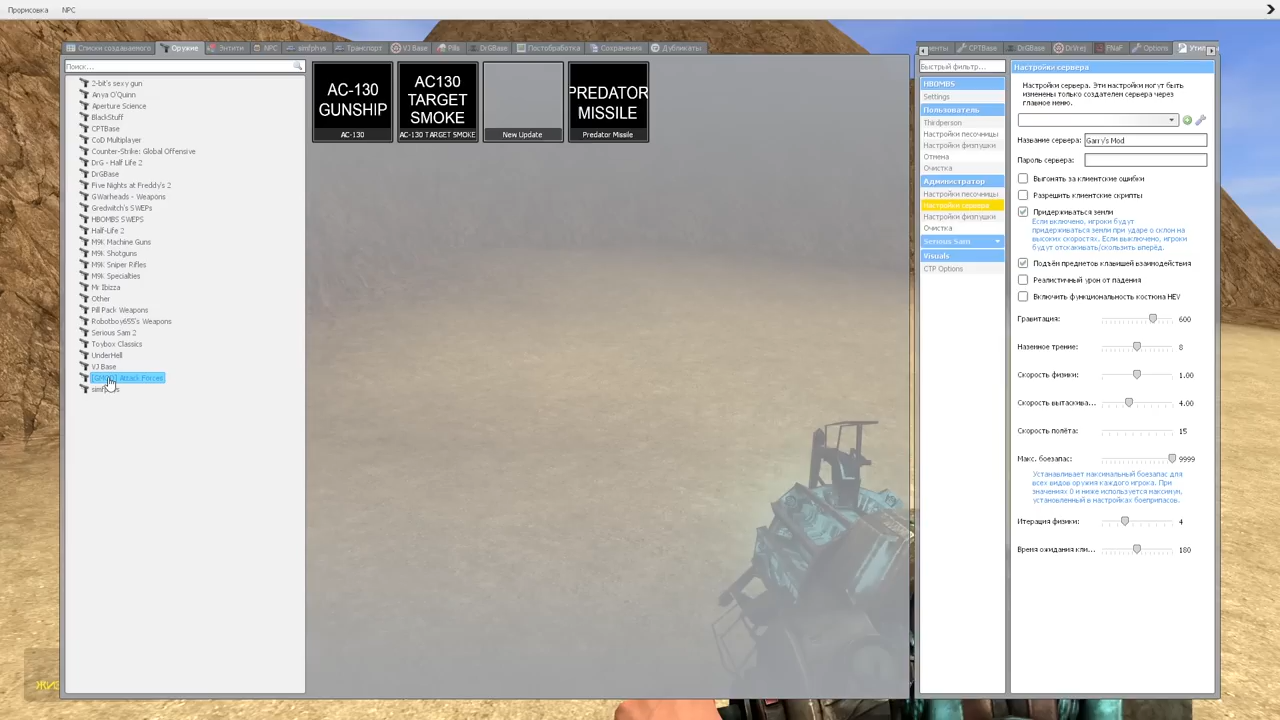 Прорисовка NPC
Списки создаваемого Оружие Энтити NPC simfphys Транспорт VJ Base Pills DrGBase Постобработка Сохранения Дубликаты
Поиск...
2-bit's sexy gun
Anya O'Quinn
Aperture Science
BlackStuff
CPTBase
CoD Multiplayer
Counter-Strike: Global Offensive
DrG - Half Life 2
DrGBase
Five Nights at Freddy's 2
GWarheads - Weapons
Gredwitch's SWEPs
HBOMBS SWEPS
Half-Life 2
M9K Machine Guns
M9K Shotguns
M9K Sniper Rifles
M9K Specialties
Mr Ibizza
Other
Pill Pack Weapons
Robotboy655's Weapons
Serious Sam 2
Toybox Classics
UnderHell
VJ Base
Attack Forces
AC-130
GUNSHIP
AC-130
AC130
TARGET
SMOKE
AC-130 TARGET SMOKE
New Update
PREDATOR
MISSILE
Predator Missile
CPTBase DrGBase FNaF Options
Быстрый фильтр...
HBOMBS
Settings
Пользователь
Thirdperson
Настройки песочницы
Настройки физпушки
Отмена
Очистка
Администратор
Настройки песочницы
Настройки сервера
Настройки физпушки
Очистка
Serious Sam
Visuals
CTP Options
Настройки сервера
Настройки сервера. Эти настройки могут быть
изменены только создателем сервера через
главное меню.
Название сервера: Garry's Mod
Пароль сервера:
Выгонять за клиентские ошибки
Разрешить клиентские скрипты
Придерживаться земли
Если включено, игроки будут
придерживаться земли при ударе о склон на
высоких скоростях. Если выключено, игроки
будут отскакивать/скользить вперёд.
Подъём предметов клавишей взаимодействия
Реалистичный урон от падения
Включить функциональность костюма HEV
Гравитация: 600
Наземное трение: 8
Скорость физики: 1.00
Скорость вытаскива... 4.00
Скорость полёта: 15
Макс. боезапас: 9999
Устанавливает максимальный боезапас для
всех видов оружия каждого игрока. При
значениях 0 и ниже используется максимум,
установленный в настройках боеприпасов.
Итерация физики: 4
Время ожидания кли... 180